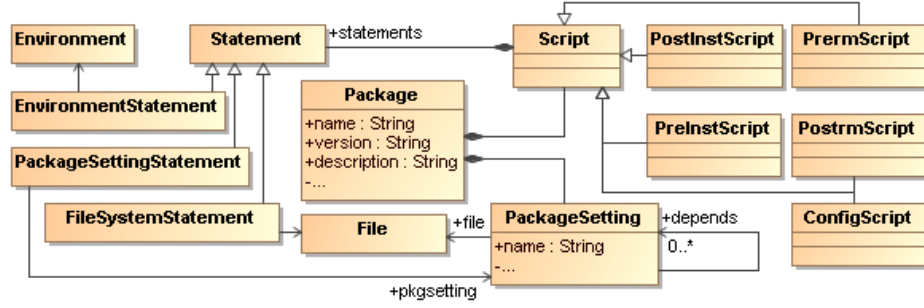 Environment
Statement
+statements
Script
PostInstScript
PrermScript
EnvironmentStatement
Package
+name : String
+version : String
+description : String
-...
PreInstScript
PostrmScript
PackageSettingStatement
FileSystemStatement
File
+file
PackageSetting
+name : String
-...
+depends
0..*
ConfigScript
+pkgsetting